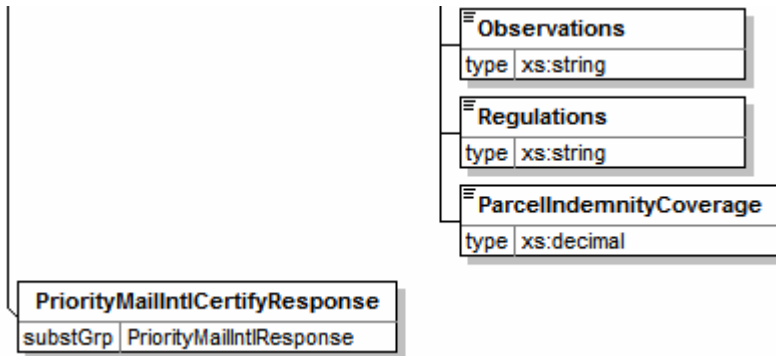 Observations
type xs:string
Regulations
type xs:string
ParcelIndemnityCoverage
type xs:decimal
PriorityMailIntlCertifyResponse
substGrp PriorityMailIntlResponse